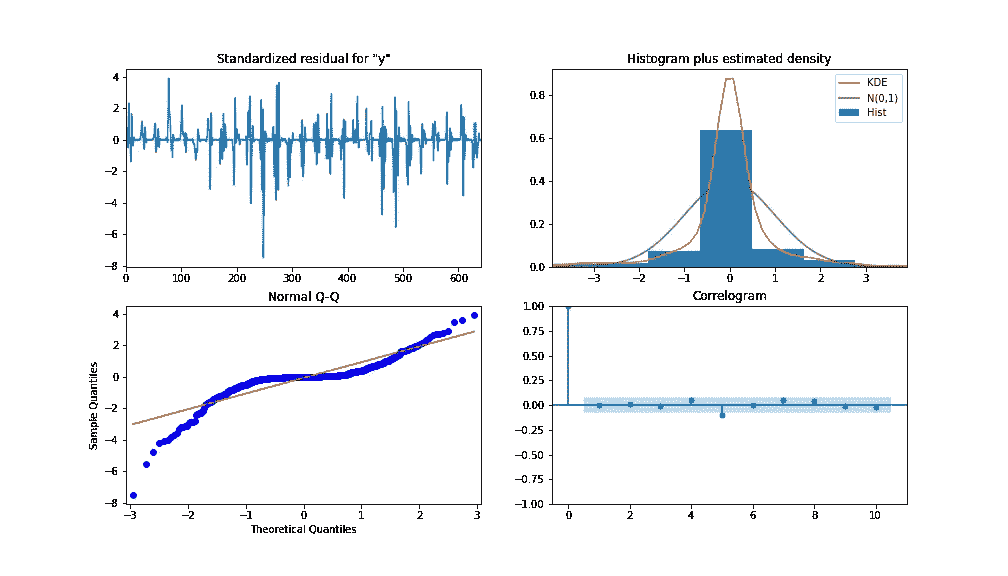 Standardized residual for "y"
4
2
0
−2
−4
−6
−8
0 100 200 300 400 500 600
Histogram plus estimated density
KDE
N(0,1)
Hist
0.8
0.6
0.4
0.2
0.0
−3 −2 −1 0 1 2 3
Normal Q-Q
Sample Quantiles
4
2
0
−2
−4
−6
−8
−3 −2 −1 0 1 2 3
Theoretical Quantiles
Correlogram
1.00
0.75
0.50
0.25
0.00
−0.25
−0.50
−0.75
−1.00
0 2 4 6 8 10